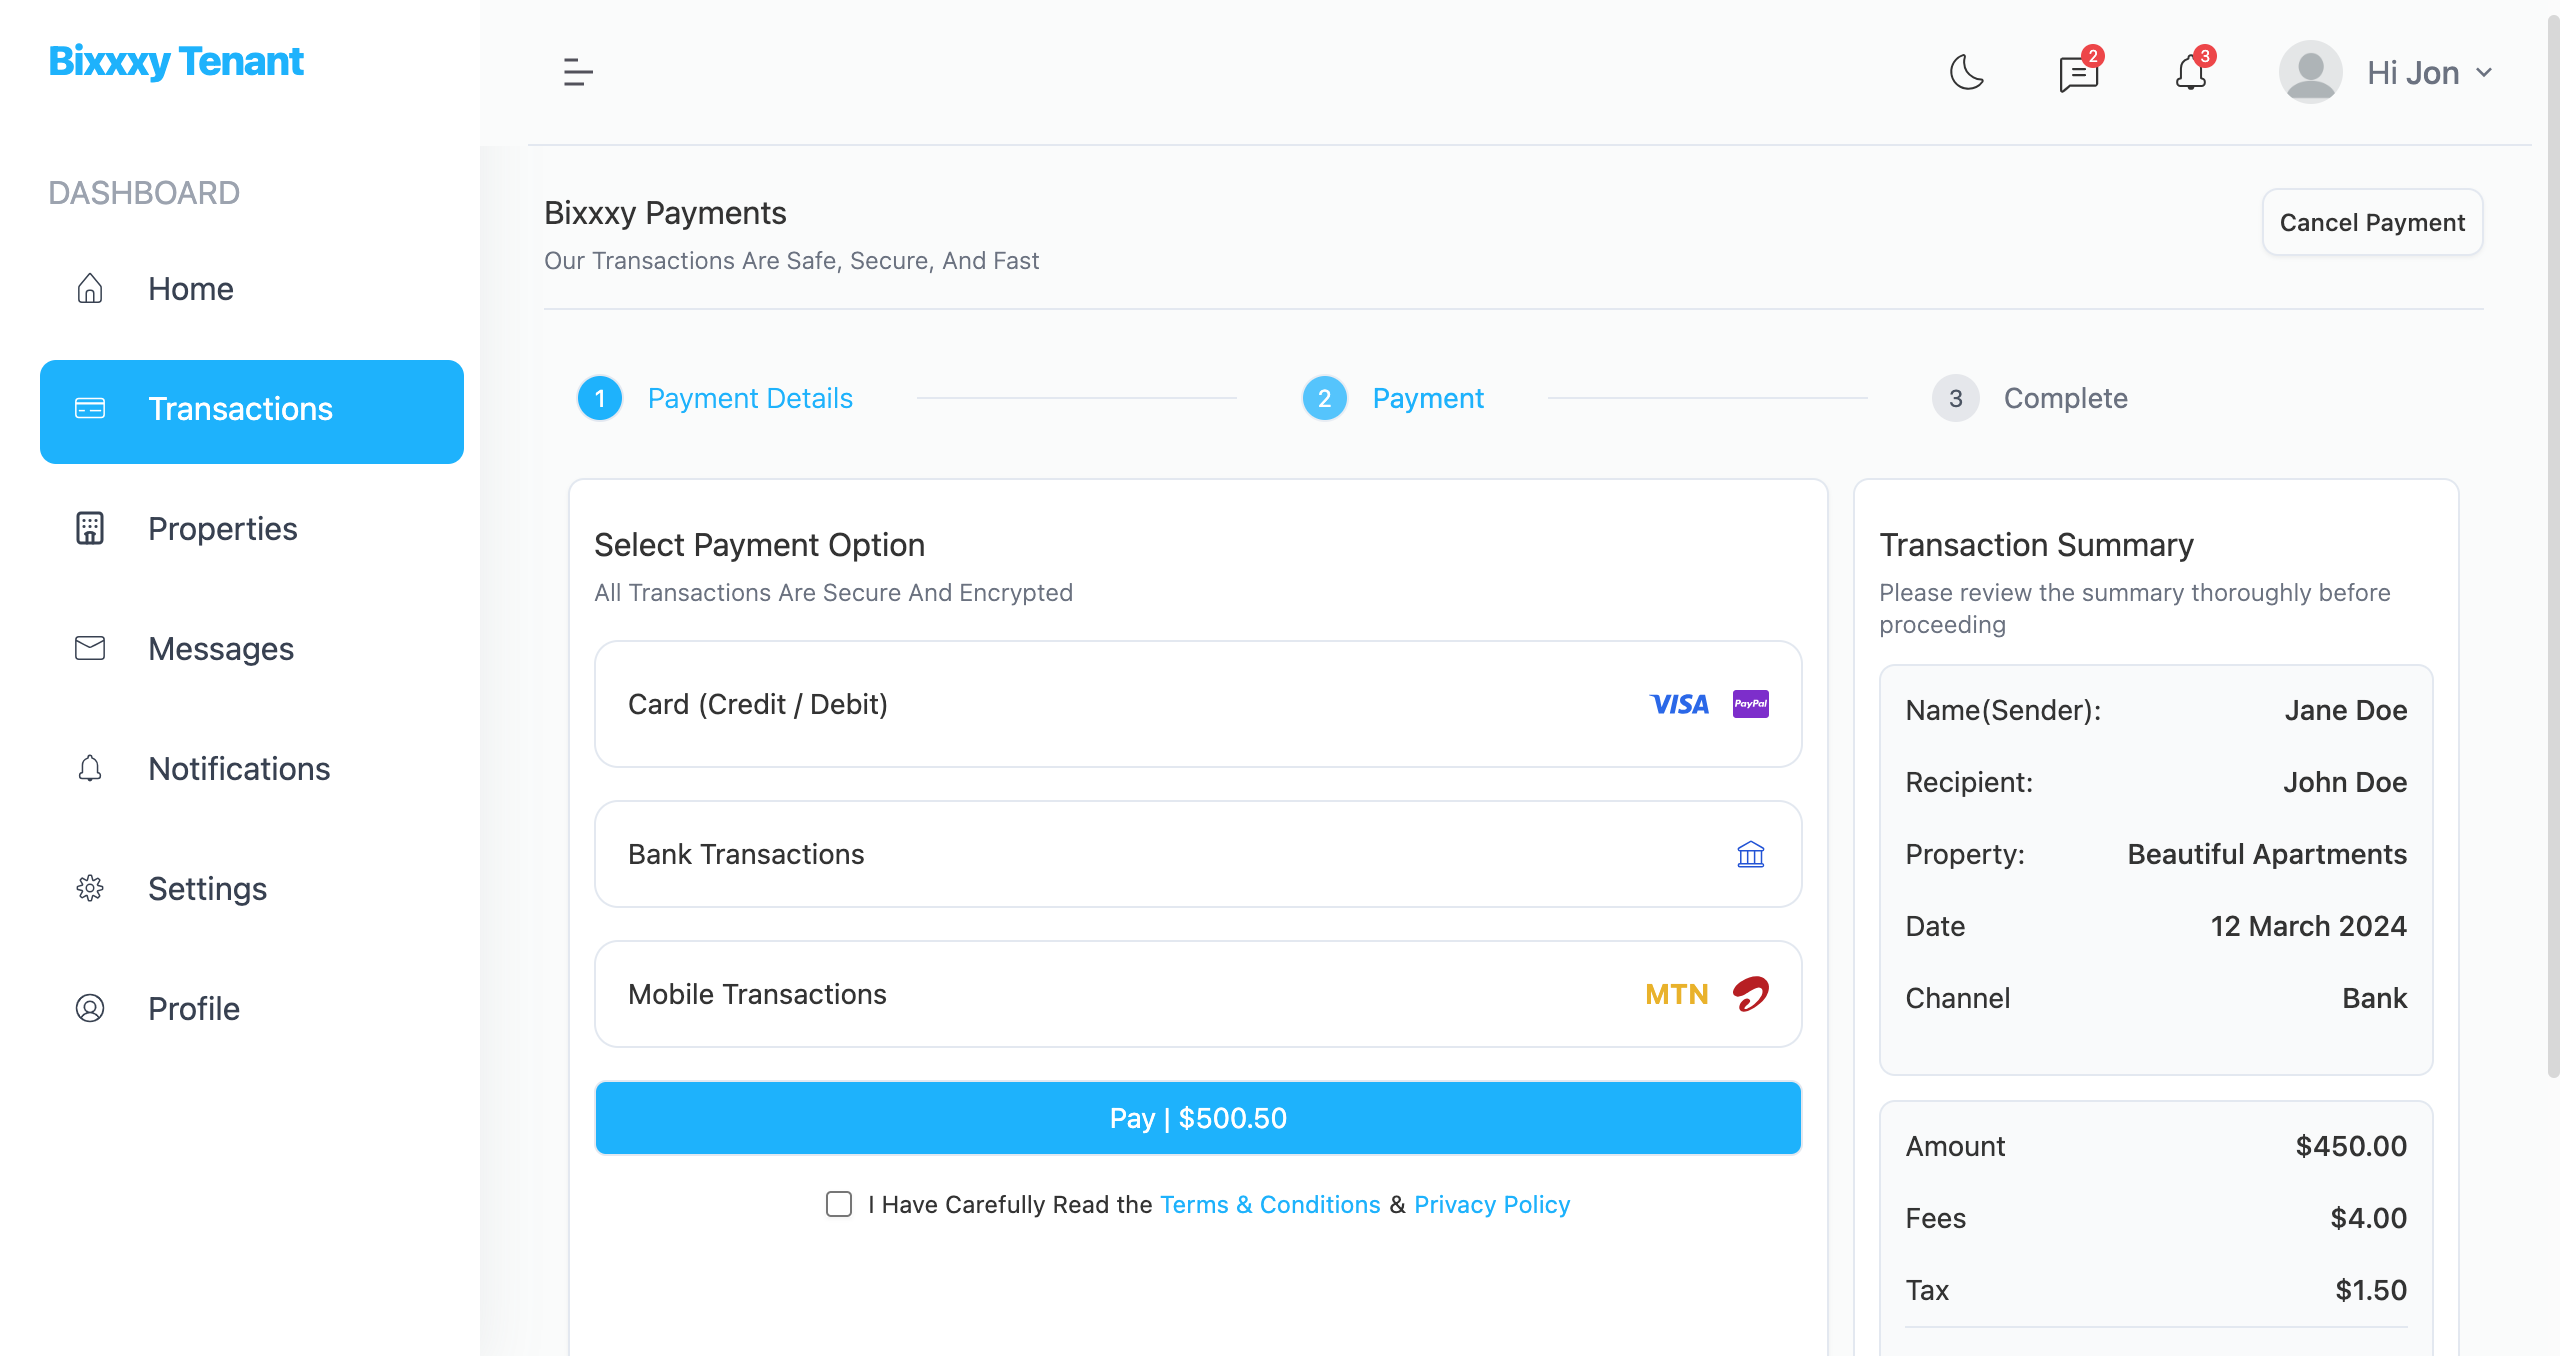 Bixxxy Tenant
DASHBOARD
Home
Transactions
Properties
Messages
Notifications
Settings
Profile
2
3
Hi Jon
Bixxxy Payments
Our Transactions Are Safe, Secure, And Fast
Cancel Payment
1 Payment Details
2 Payment
3 Complete
Select Payment Option
All Transactions Are Secure And Encrypted
Card (Credit / Debit) VISA PayPal
Bank Transactions
Mobile Transactions MTN
Pay | $500.50
I Have Carefully Read the Terms & Conditions & Privacy Policy
Transaction Summary
Please review the summary thoroughly before
proceeding
Name(Sender): Jane Doe
Recipient: John Doe
Property: Beautiful Apartments
Date 12 March 2024
Channel Bank
Amount $450.00
Fees $4.00
Tax $1.50